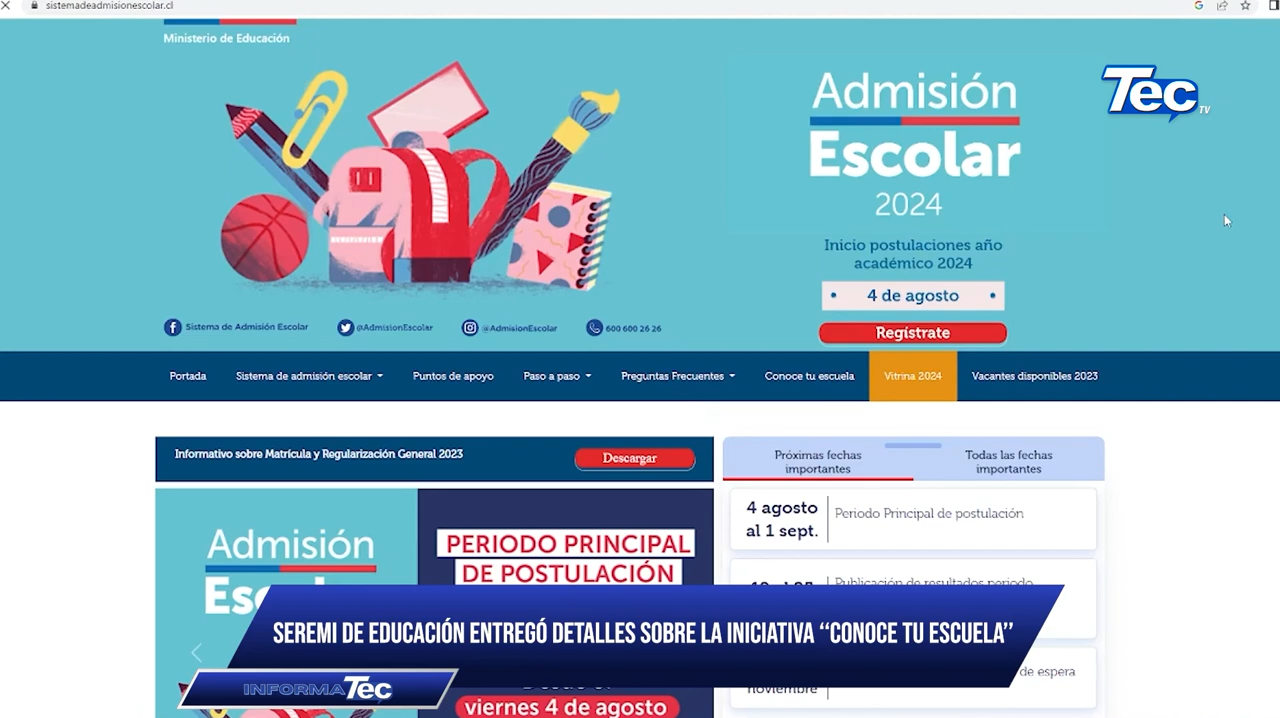 sistemadeadmisionescolar.cl
Ministerio de Educación
Tec TV
Admisión
Escolar
2024
Inicio postulaciones año
académico 2024
• 4 de agosto •
Regístrate
Sistema de Admisión Escolar
@AdmisionEscolar
@AdmisionEscolar
600 600 26 26
Portada
Sistema de admisión escolar
Puntos de apoyo
Paso a paso
Preguntas Frecuentes
Conoce tu escuela
Vitrina 2024
Vacantes disponibles 2023
Informativo sobre Matrícula y Regularización General 2023
Descargar
Próximas fechas
importantes
Todas las fechas
importantes
4 agosto
al 1 sept.
Periodo Principal de postulación
Admisión
PERIODO PRINCIPAL
DE POSTULACIÓN
Publicación de resultados periodo
SEREMI DE EDUCACIÓN ENTREGÓ DETALLES SOBRE LA INICIATIVA “CONOCE TU ESCUELA”
de espera
noviembre
INFORMATec
viernes 4 de agosto